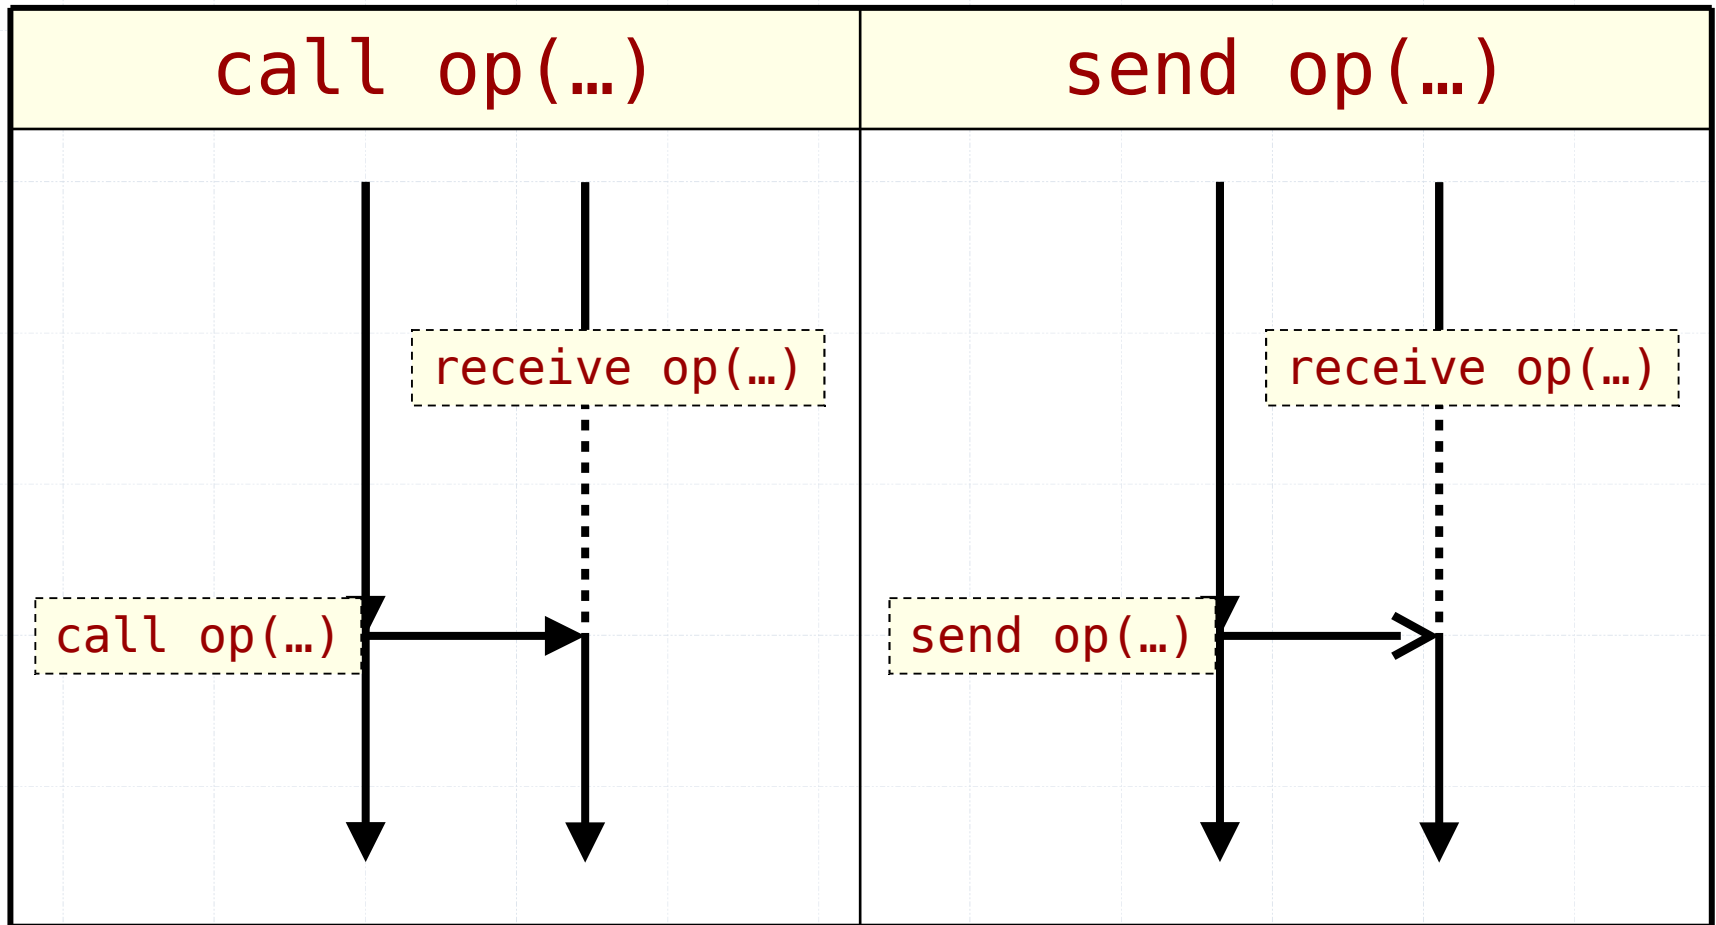 call op(…)
send op(…)
receive op(…)
receive op(…)
call op(…)
send op(…)